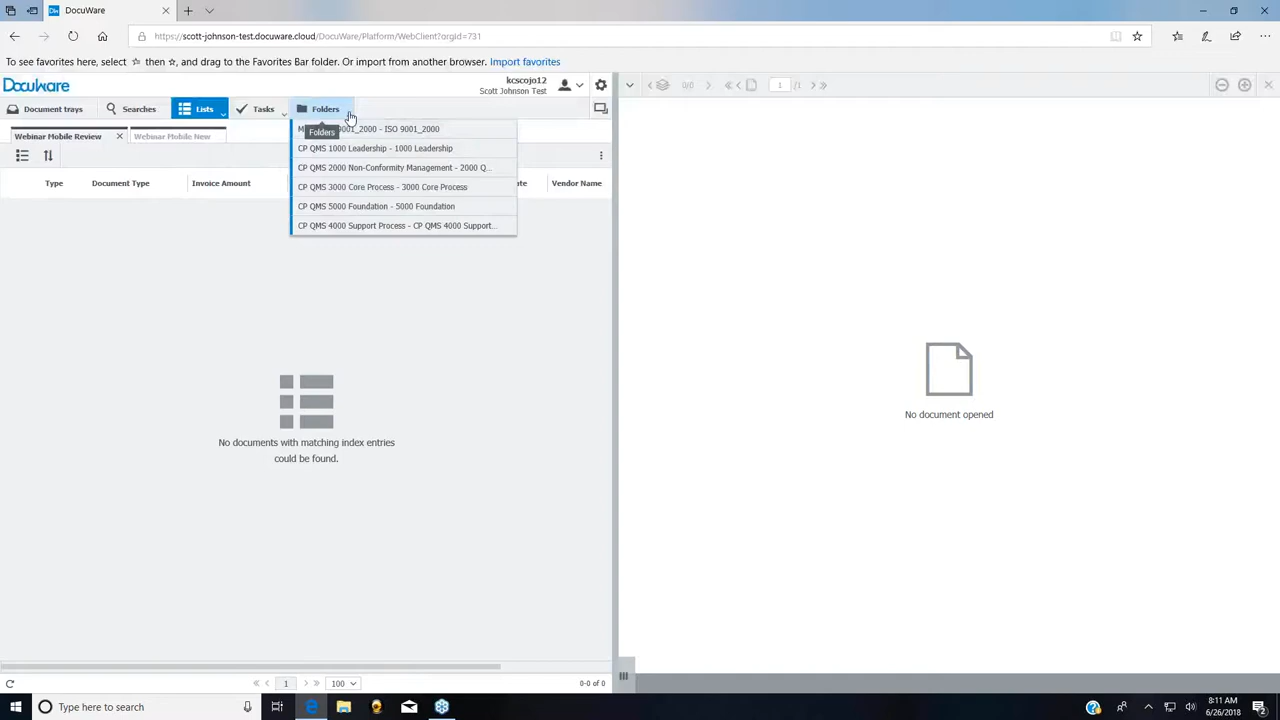 DocuWare
https://scott-johnson-test.docuware.cloud/DocuWare/Platform/WebClient?orgId=731
To see favorites here, select ☆ then ☆, and drag to the Favorites Bar folder. Or import from another browser. Import favorites
DocuWare
kcscojo12
Scott Johnson Test
0/0
1
/1
Document trays
Searches
Lists
Tasks
Folders
Webinar Mobile Review
Webinar Mobile New
9001_2000 - ISO 9001_2000
Folders
CP QMS 1000 Leadership - 1000 Leadership
CP QMS 2000 Non-Conformity Management - 2000 Q...
CP QMS 3000 Core Process - 3000 Core Process
CP QMS 5000 Foundation - 5000 Foundation
CP QMS 4000 Support Process - CP QMS 4000 Support...
Type
Document Type
Invoice Amount
Vendor Name
No documents with matching index entries
could be found.
No document opened
1
100
0-0 of 0
Type here to search
8:11 AM
6/26/2018
2